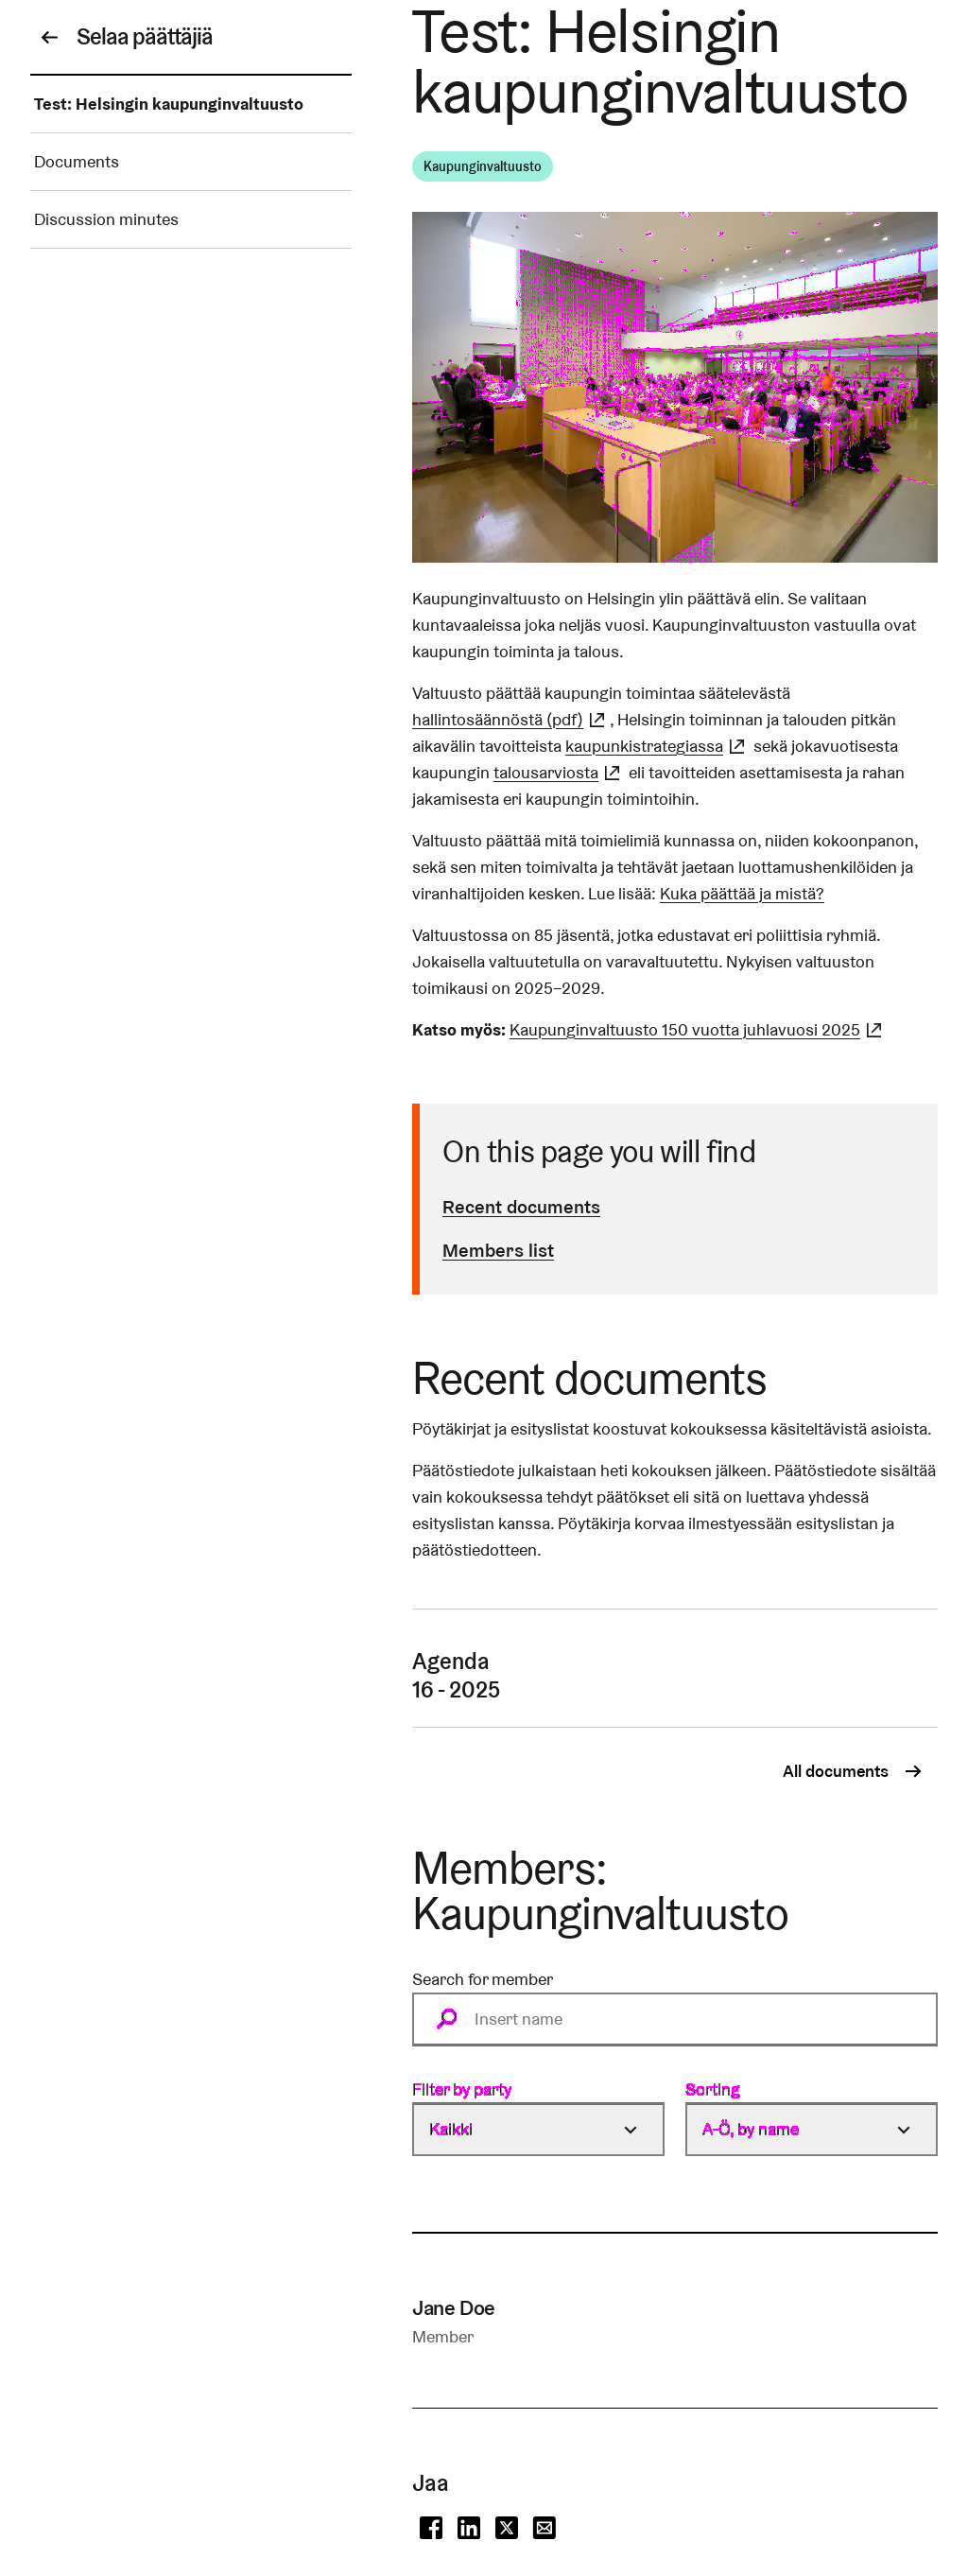 Selaa päättäjiä
Test: Helsingin kaupunginvaltuusto
Documents
Discussion minutes
Test: Helsingin
kaupunginvaltuusto
Kaupunginvaltuusto
Kaupunginvaltuusto on Helsingin ylin päättävä elin. Se valitaan
kuntavaaleissa joka neljäs vuosi. Kaupunginvaltuuston vastuulla ovat
kaupungin toiminta ja talous.
Valtuusto päättää kaupungin toimintaa säätelevästä
hallintosäännöstä (pdf) , Helsingin toiminnan ja talouden pitkän
aikavälin tavoitteista kaupunkistrategiassa sekä jokavuotisesta
kaupungin talousarviosta eli tavoitteiden asettamisesta ja rahan
jakamisesta eri kaupungin toimintoihin.
Valtuusto päättää mitä toimielimiä kunnassa on, niiden kokoonpanon,
sekä sen miten toimivalta ja tehtävät jaetaan luottamushenkilöiden ja
viranhaltijoiden kesken. Lue lisää: Kuka päättää ja mistä?
Valtuustossa on 85 jäsentä, jotka edustavat eri poliittisia ryhmiä.
Jokaisella valtuutetulla on varavaltuutettu. Nykyisen valtuuston
toimikausi on 2025–2029.
Katso myös: Kaupunginvaltuusto 150 vuotta juhlavuosi 2025
On this page you will find
Recent documents
Members list
Recent documents
Pöytäkirjat ja esityslistat koostuvat kokouksessa käsiteltävistä asioista.
Päätöstiedote julkaistaan heti kokouksen jälkeen. Päätöstiedote sisältää
vain kokouksessa tehdyt päätökset eli sitä on luettava yhdessä
esityslistan kanssa. Pöytäkirja korvaa ilmestyessään esityslistan ja
päätöstiedotteen.
Agenda
16 - 2025
All documents
Members:
Kaupunginvaltuusto
Search for member
Insert name
Filter by party
Sorting
Kaikki
A-Ö, by name
Jane Doe
Member
Jaa